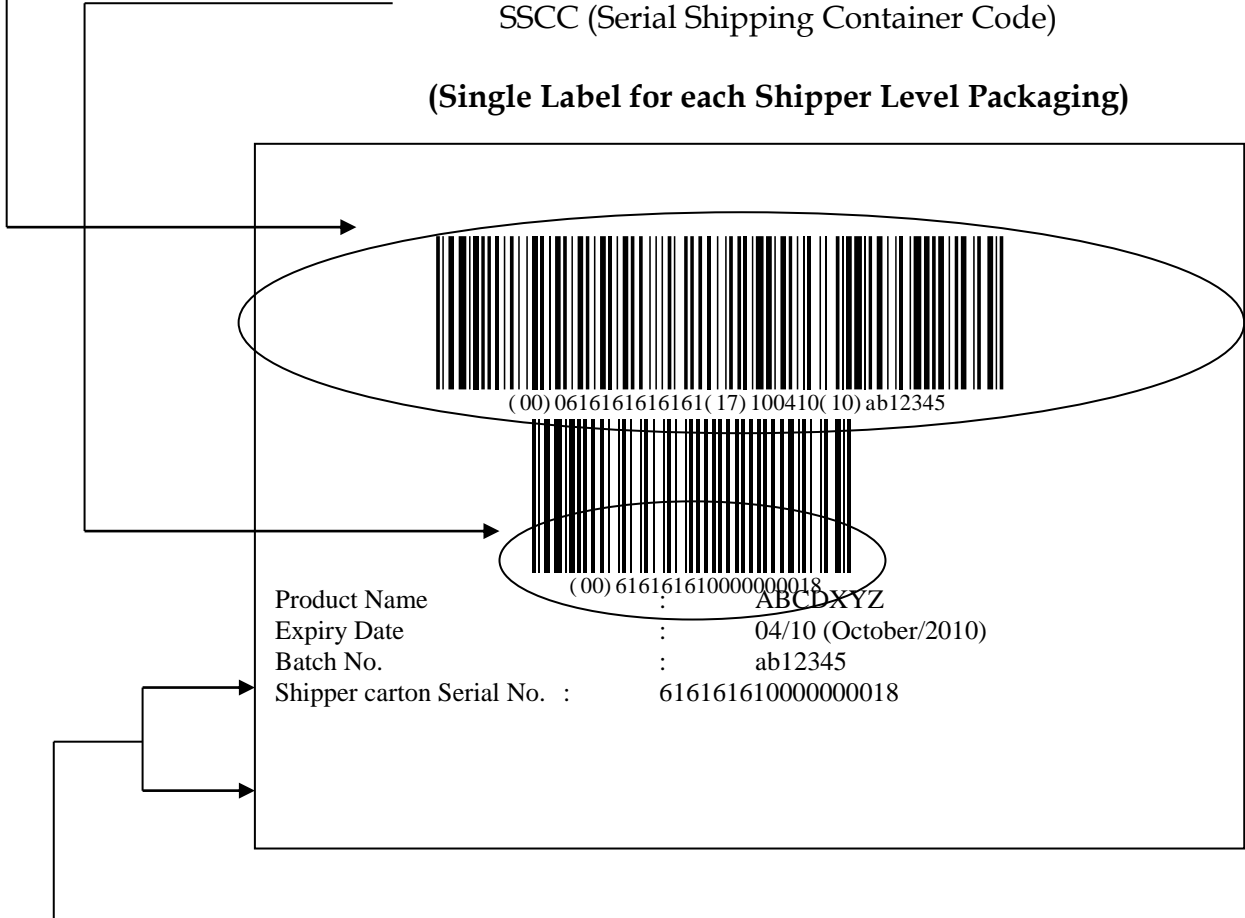 SSCC (Serial Shipping Container Code)
(Single Label for each Shipper Level Packaging)
(00)0616161616161(17)100410(10)ab12345
(00)616161610000000018
Product Name : ABCDXYZ
Expiry Date : 04/10 (October/2010)
Batch No. : ab12345
Shipper carton Serial No. : 616161610000000018